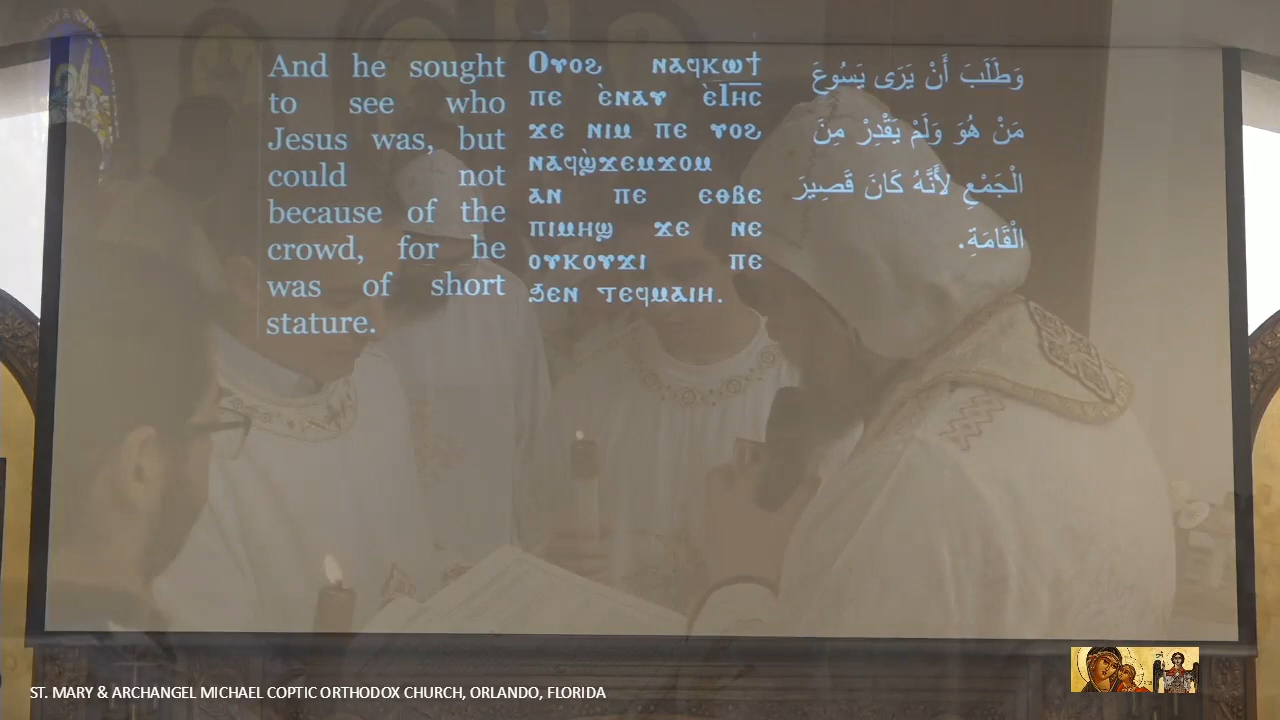 And he sought
to see who
Jesus was, but
could not
because of the
crowd, for he
was of short
stature.
Ⲟⲩⲟϩ ⲛⲁϥⲕⲱϯ
ⲡⲉ ⲉ̀ⲛⲁⲩ ⲉ̀Ⲓⲏ̅ⲥ̅
ϫⲉ ⲛⲓⲙ ⲡⲉ ⲩⲟϩ
ⲛⲁϥϣ̀ϫⲉⲙϫⲟⲙ
ⲁⲛ ⲡⲉ ⲉⲑⲃⲉ
ⲡⲓⲙⲏϣ ϫⲉ ⲛⲉ
ⲟⲩⲕⲟⲩϫⲓ ⲡⲉ
ϧⲉⲛ ⲧⲉϥⲙⲁⲓⲏ.
وَطَلَبَ أَنْ يَرَى يَسُوعَ
مَنْ هُوَ وَلَمْ يَقْدِرْ مِنَ
الْجَمْعِ لأَنَّهُ كَانَ قَصِيرَ
الْقَامَةِ.
ST. MARY & ARCHANGEL MICHAEL COPTIC ORTHODOX CHURCH, ORLANDO, FLORIDA